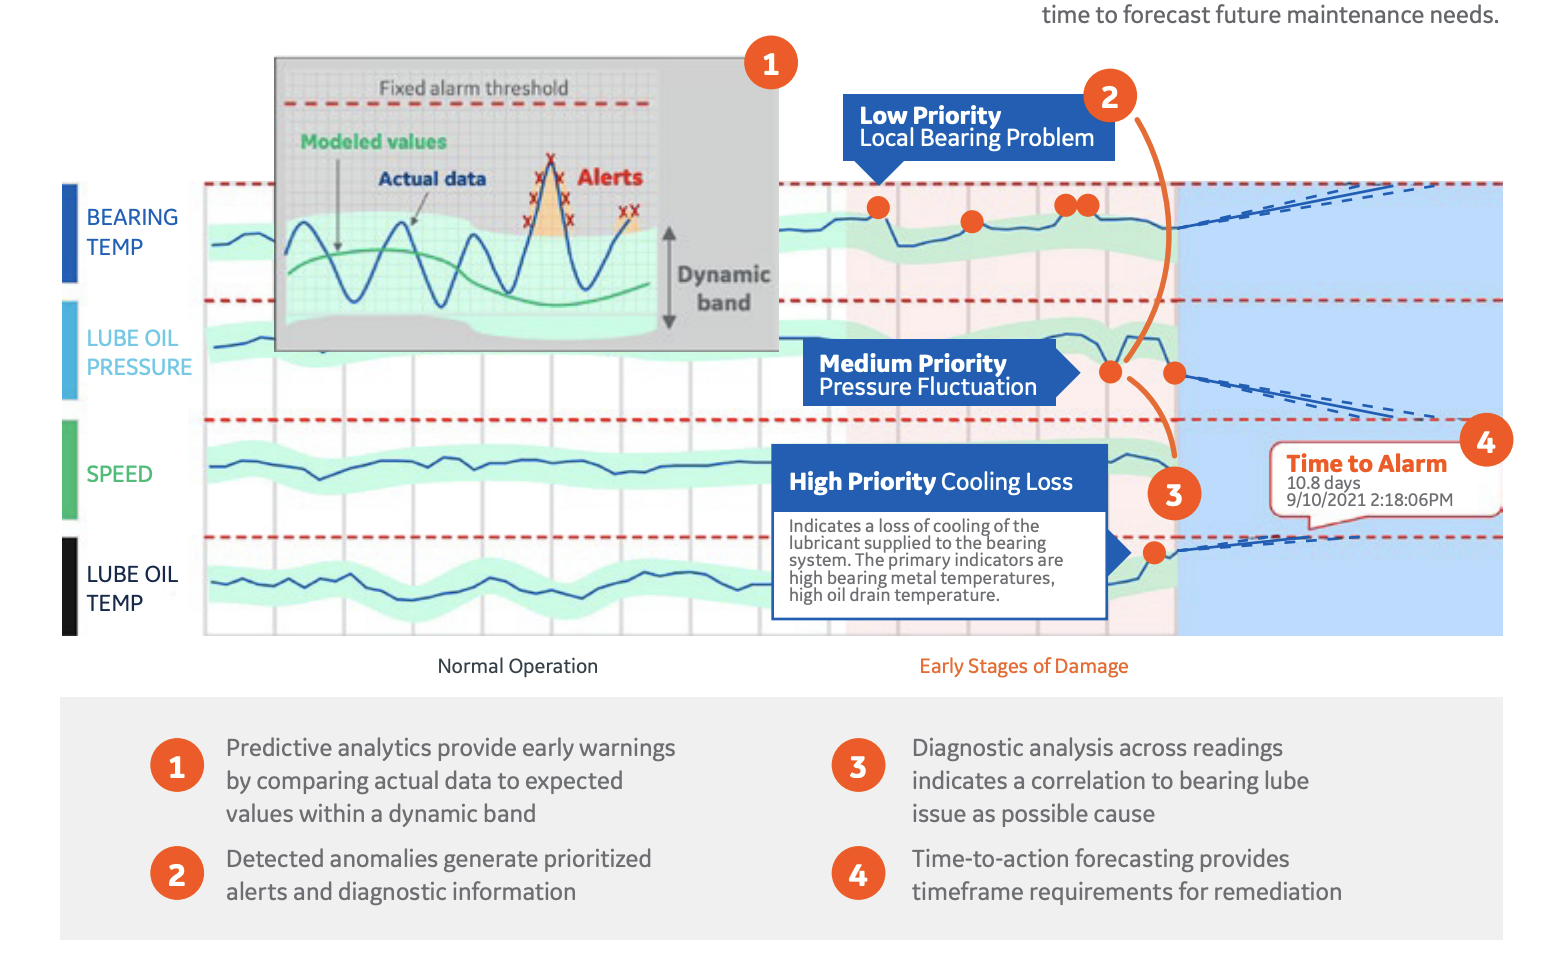 time to forecast future maintenance needs.
1
Fixed alarm threshold
Modeled values
Actual data
Alerts
Dynamic
band
2
Low Priority
Local Bearing Problem
BEARING
TEMP
LUBE OIL
PRESSURE
Medium Priority
Pressure Fluctuation
SPEED
High Priority Cooling Loss
Indicates a loss of cooling of the
lubricant supplied to the bearing
system. The primary indicators are
high bearing metal temperatures,
high oil drain temperature.
3
4
Time to Alarm
10.8 days
9/10/2021 2:18:06PM
LUBE OIL
TEMP
Normal Operation
Early Stages of Damage
1
Predictive analytics provide early warnings
by comparing actual data to expected
values within a dynamic band
2
Detected anomalies generate prioritized
alerts and diagnostic information
3
Diagnostic analysis across readings
indicates a correlation to bearing lube
issue as possible cause
4
Time-to-action forecasting provides
timeframe requirements for remediation